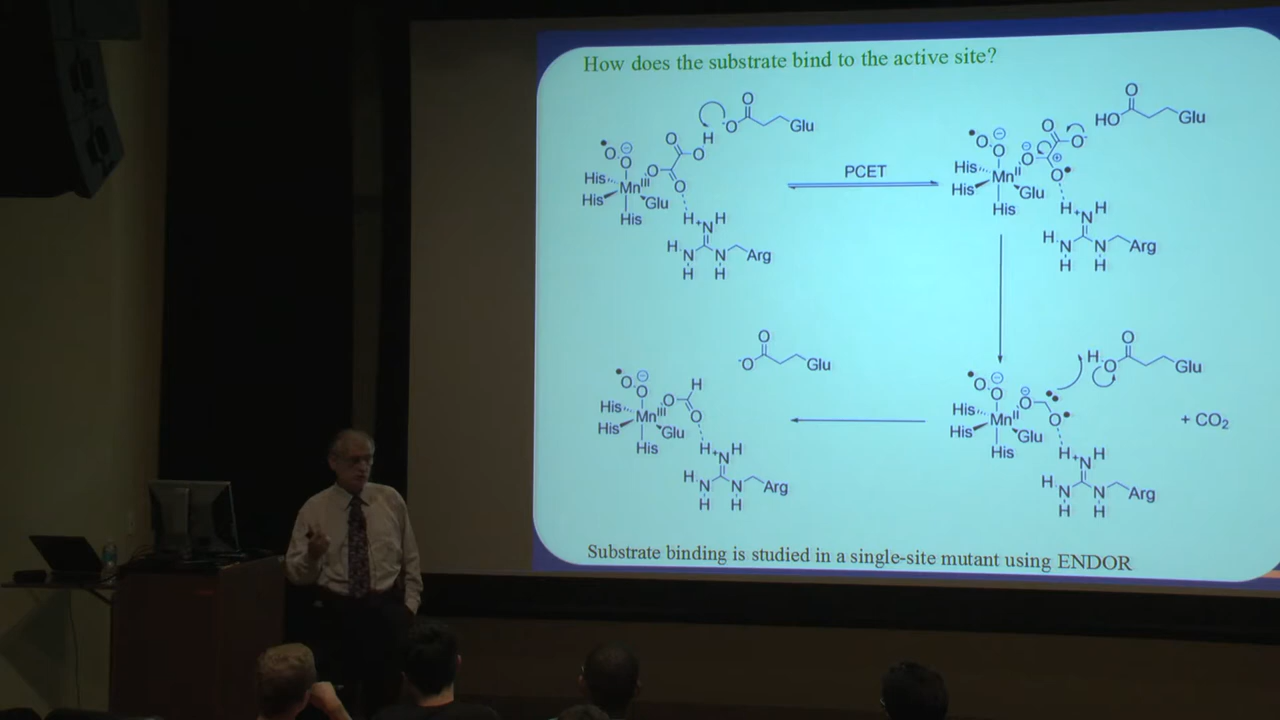 How does the substrate bind to the active site?
O
O
Glu
H
O
O
O
O
O
O
His
Mn
III
His
Glu
His
H
+
N
H
H
N
N
Arg
H
H
PCET
O
HO
Glu
O
O
O
O
O
O
His
Mn
II
His
Glu
His
H
+
N
H
H
N
N
Arg
H
H
O
-O
Glu
O
O
O
H
O
His
Mn
III
His
Glu
His
H
+
N
H
H
N
N
Arg
H
H
O
H
O
Glu
O
O
O
O
His
Mn
II
His
Glu
His
+ CO2
H
+
N
H
H
N
N
Arg
H
H
Substrate binding is studied in a single-site mutant using ENDOR